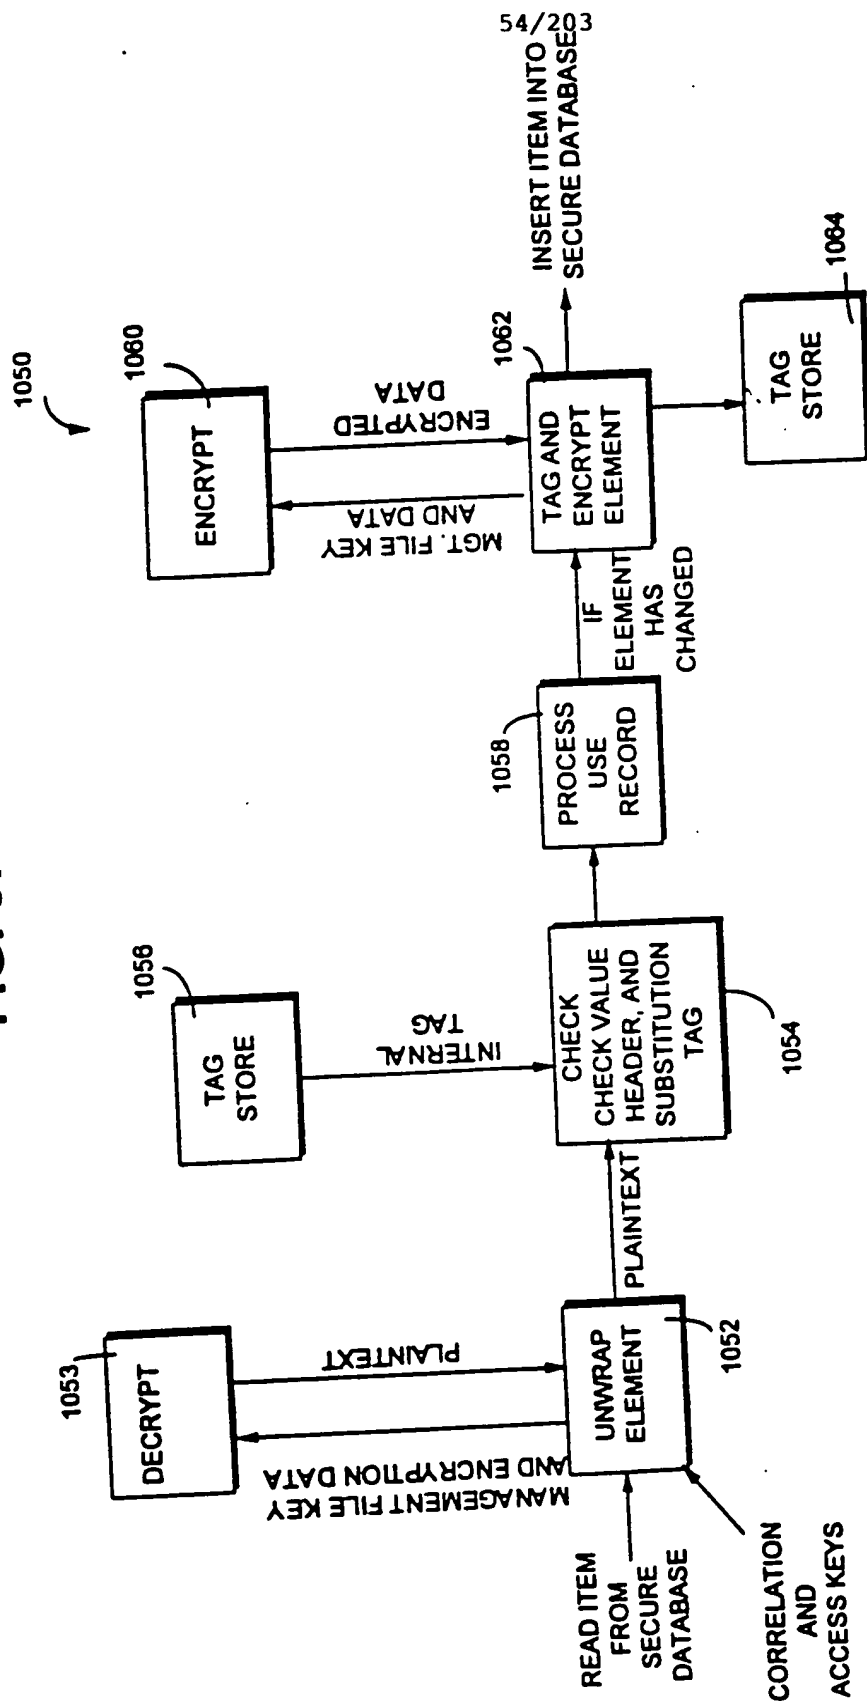 54/203
1050
DECRYPT
1053
MANAGEMENT FILE KEY
AND ENCRYPTION DATA
PLAINTEXT
READ ITEM
FROM
SECURE
DATABASE
CORRELATION
AND
ACCESS KEYS
UNWRAP
ELEMENT
1052
PLAINTEXT
TAG
STORE
1056
INTERNAL
TAG
CHECK
CHECK VALUE
HEADER, AND
SUBSTITUTION
TAG
1054
PROCESS
USE
RECORD
1058
IF
ELEMENT
HAS
CHANGED
ENCRYPT
1060
MGT. FILE KEY
AND DATA
ENCRYPTED
DATA
TAG AND
ENCRYPT
ELEMENT
1062
INSERT ITEM INTO
SECURE DATABASE
TAG
STORE
1064